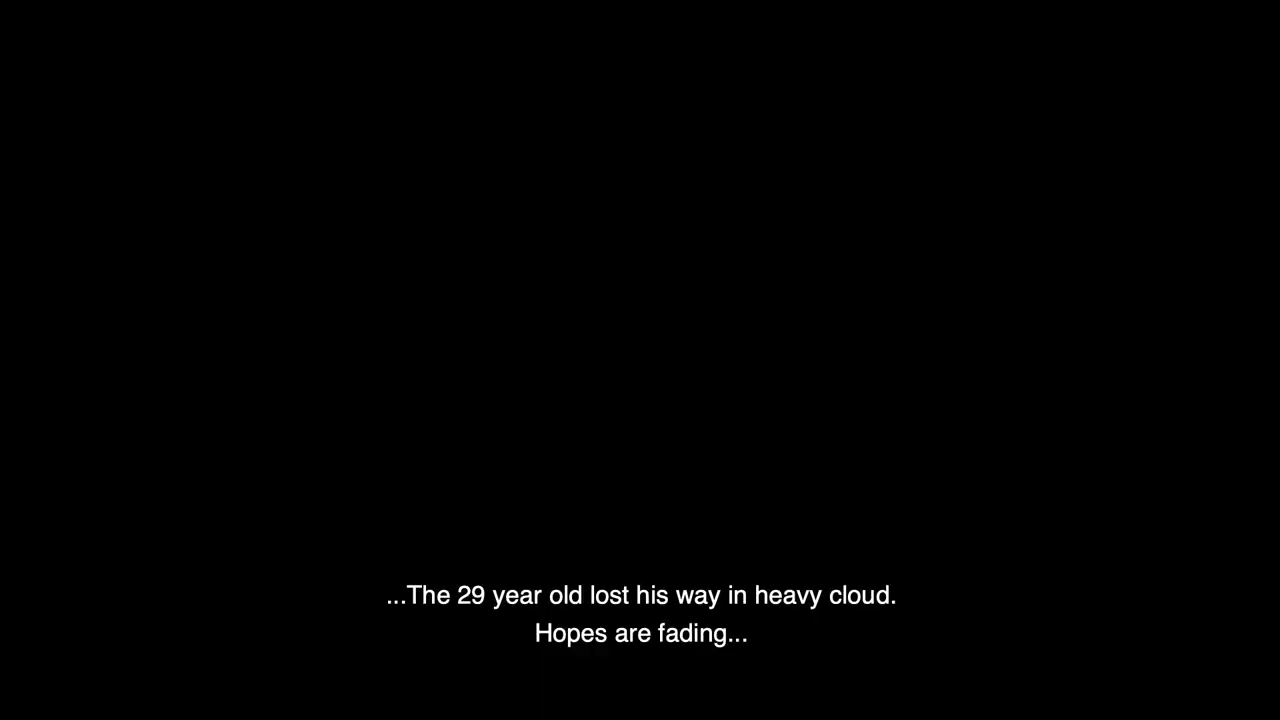 ...The 29 year old lost his way in heavy cloud.
Hopes are fading...